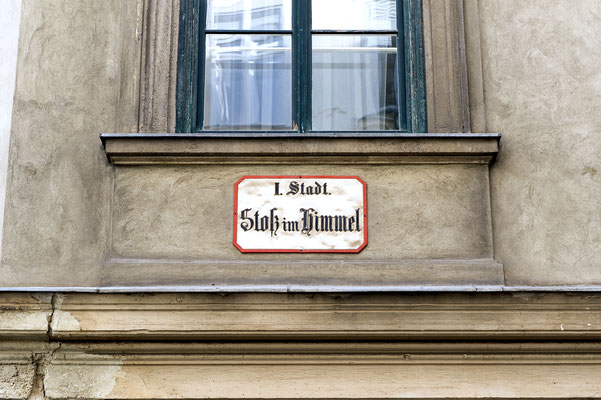 I. Stadt.
Stoß im Himmel